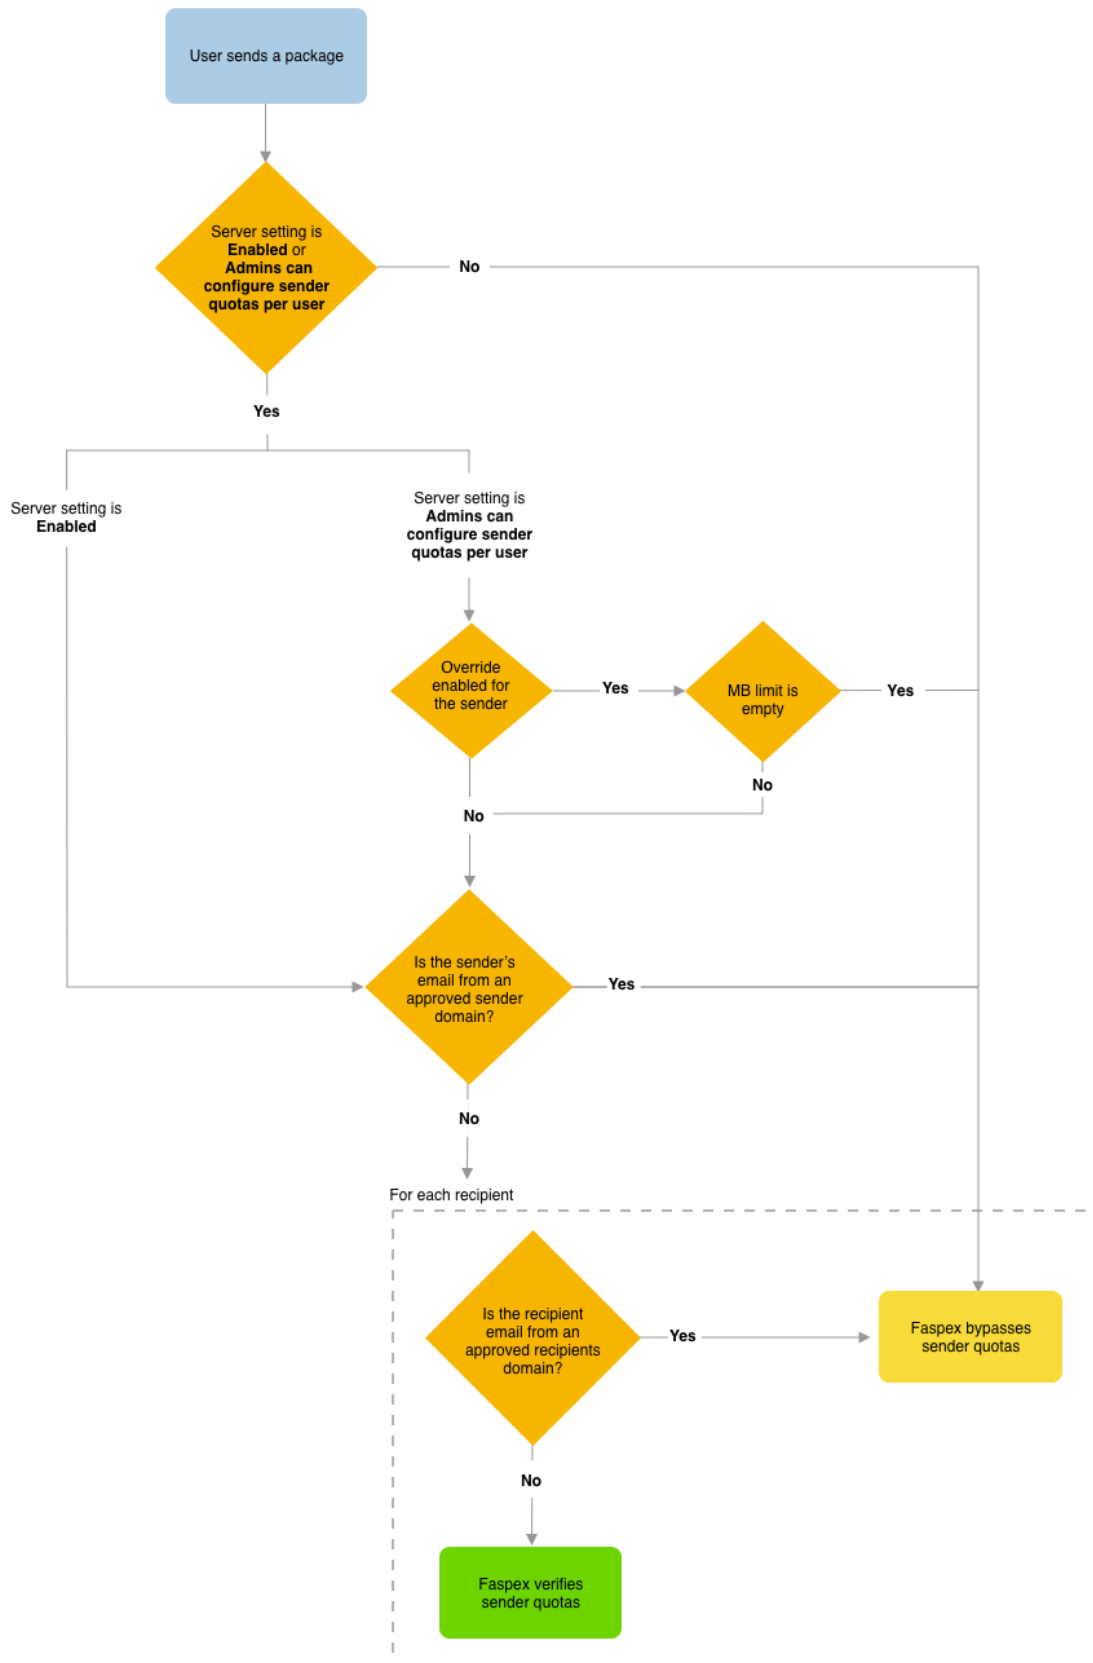 User sends a package
Server setting is
Enabled or
Admins can
configure sender
quotas per user
No
Yes
Server setting is
Enabled
Server setting is
Admins can
configure sender
quotas per user
Override
enabled for
the sender
Yes
MB limit is
empty
Yes
No
No
Is the sender's
email from an
approved sender
domain?
Yes
No
For each recipient
Is the recipient
email from an
approved recipients
domain?
Yes
Faspex bypasses
sender quotas
No
Faspex verifies
sender quotas